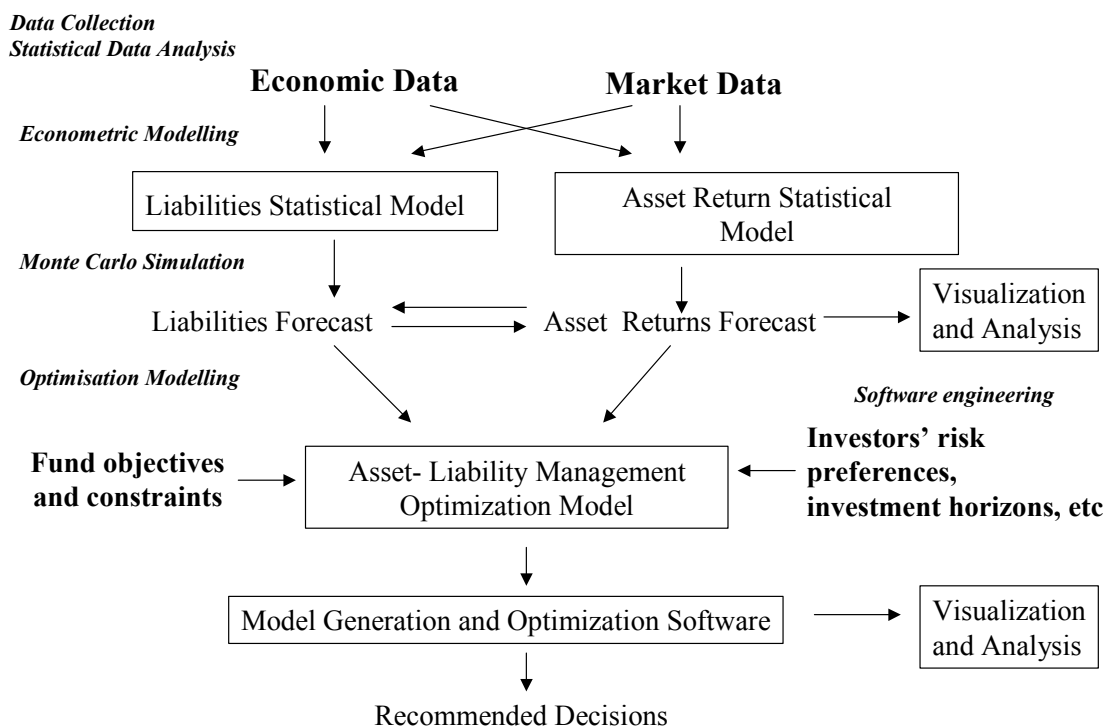 Data Collection
Statistical Data Analysis
Economic Data
Market Data
Econometric Modelling
Liabilities Statistical Model
Asset Return Statistical
Model
Monte Carlo Simulation
Liabilities Forecast
Asset Returns Forecast
Visualization
and Analysis
Optimisation Modelling
Software engineering
Fund objectives
and constraints
Asset- Liability Management
Optimization Model
Investors’ risk
preferences,
investment horizons, etc
Model Generation and Optimization Software
Visualization
and Analysis
Recommended Decisions